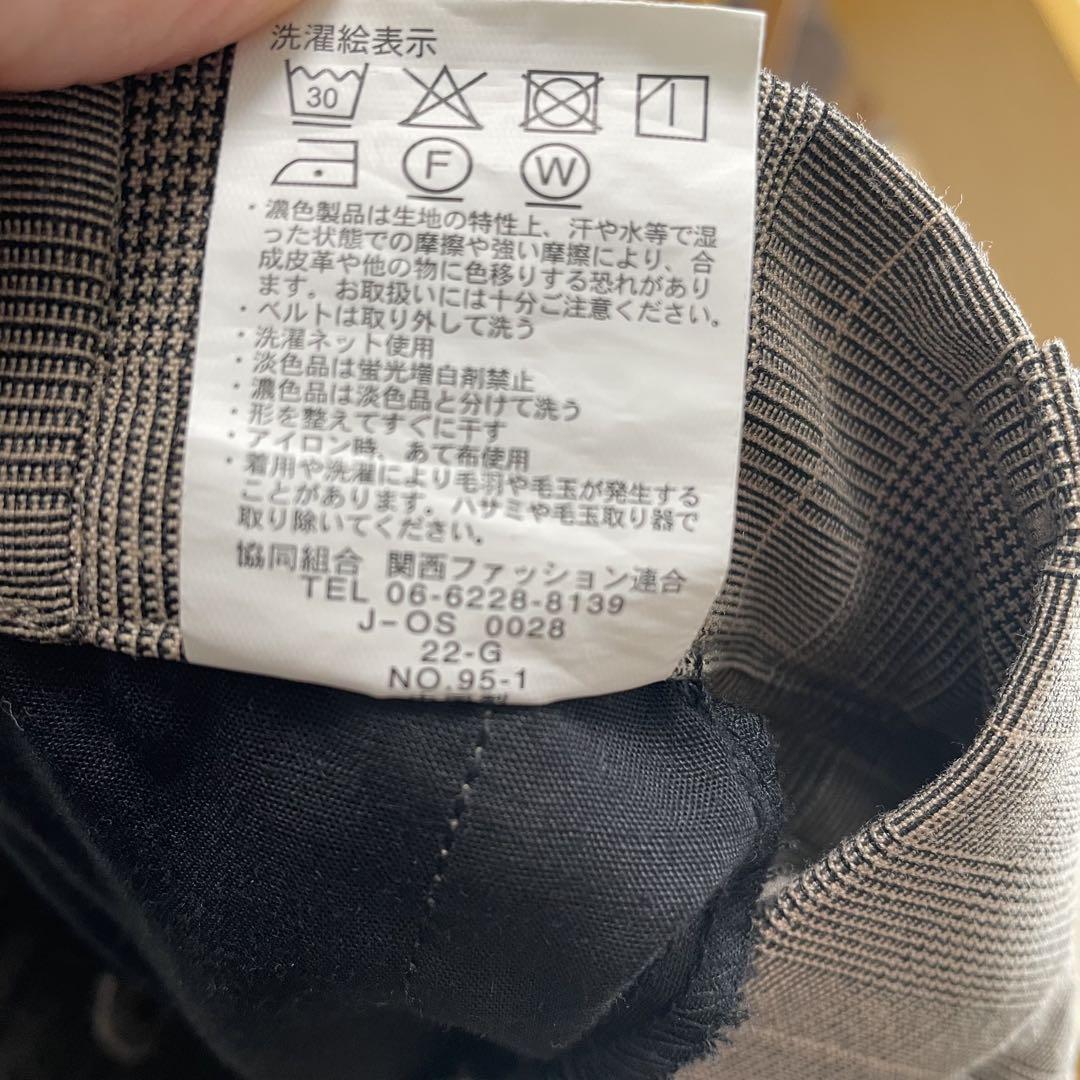 洗濯絵表示
30
F W
・濃色製品は生地の特性上、汗や水等で湿
った状態での摩擦や強い摩擦により、合
成皮革や他の物に色移りする恐れがあり
ます。お取扱いには十分ご注意ください。
・ベルトは取り外して洗う
・洗濯ネット使用
・淡色品は蛍光増白剤禁止
・濃色品は淡色品と分けて洗う
・形を整えてすぐに干す
・アイロン時、あて布使用
・着用や洗濯により毛羽や毛玉が発生する
ことがあります。ハサミや毛玉取り器で
取り除いてください。
協同組合 関西ファッション連合
TEL 06-6228-8139
J-OS 0028
22-G
NO.95-1